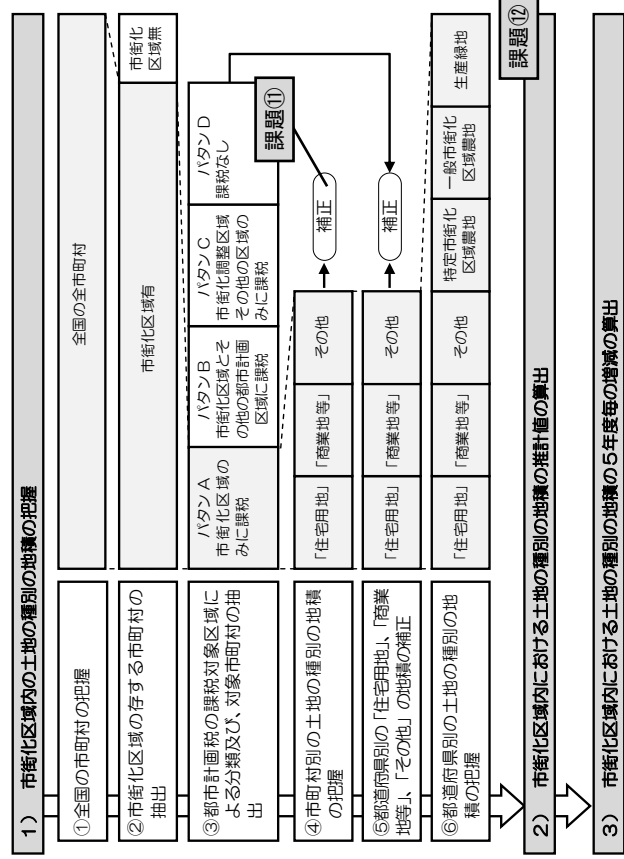 1） 市街化区域内の土地の種別の地積の把握
①全国の市町村の把握
全国の全市町村
②市街化区域の存する市町村の
抽出
市街化区域有
市街化
区域無
③都市計画税の課税対象区域に
よる分類及び、対象市町村の抽
出
パタンA
市街化区域の
みに課税
パタンB
市街化区域とそ
の他の都市計画
区域に課税
パタンC
市街化調整区域
その他の区域の
みに課税
パタンD
課税なし
課題⑪
④市町村別の土地の種別の地積
の把握
「住宅用地」
「商業地等」
その他
補正
⑤都道府県別の「住宅用地」、「商業
地等」、「その他」の地積の補正
「住宅用地」
「商業地等」
その他
補正
⑥都道府県別の土地の種別の地
積の把握
「住宅用地」
「商業地等」
その他
特定市街化
区域農地
一般市街化
区域農地
生産緑地
課題⑫
2） 市街化区域内における土地の種別の地積の推計値の算出
3） 市街化区域内における土地の種別の地積の5年度毎の増減の算出